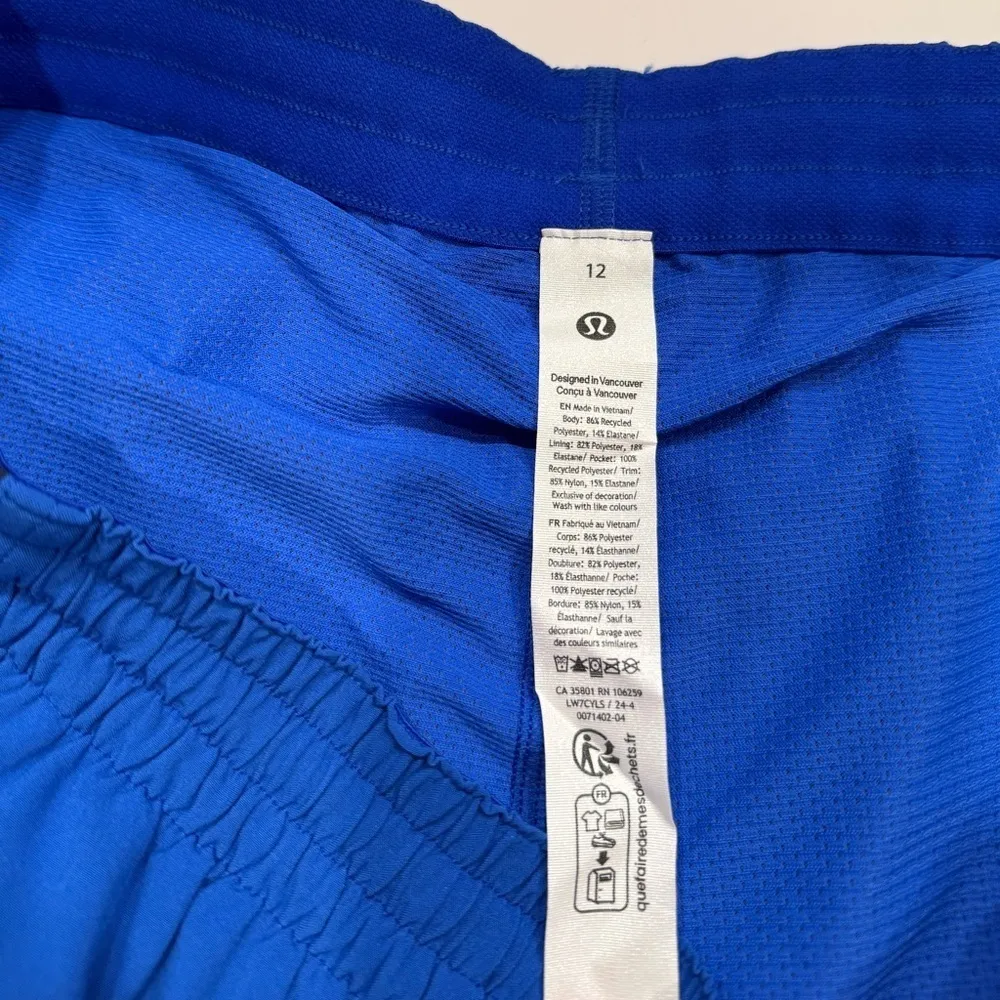 12
Designed in Vancouver
Conçu à Vancouver
EN Made in Vietnam/
Body: 86% Recycled
Polyester, 14% Elastane/
Lining: 82% Polyester, 18%
Elastane/ Pocket: 100%
Recycled Polyester/ Trim:
85% Nylon, 15% Elastane/
Exclusive of decoration/
Wash with like colours
FR Fabriqué au Vietnam/
Corps: 86% Polyester
recyclé, 14% Élasthanne/
Doublure: 82% Polyester,
18% Élasthanne/ Poche:
100% Polyester recyclé/
Bordure: 85% Nylon, 15%
Élasthanne/ Sauf la
décoration/ Lavage avec
des couleurs similaires
CA 35801 RN 106259
LW7CYLS / 24-4
0071402-04
FR
quefairedemesdechets.fr